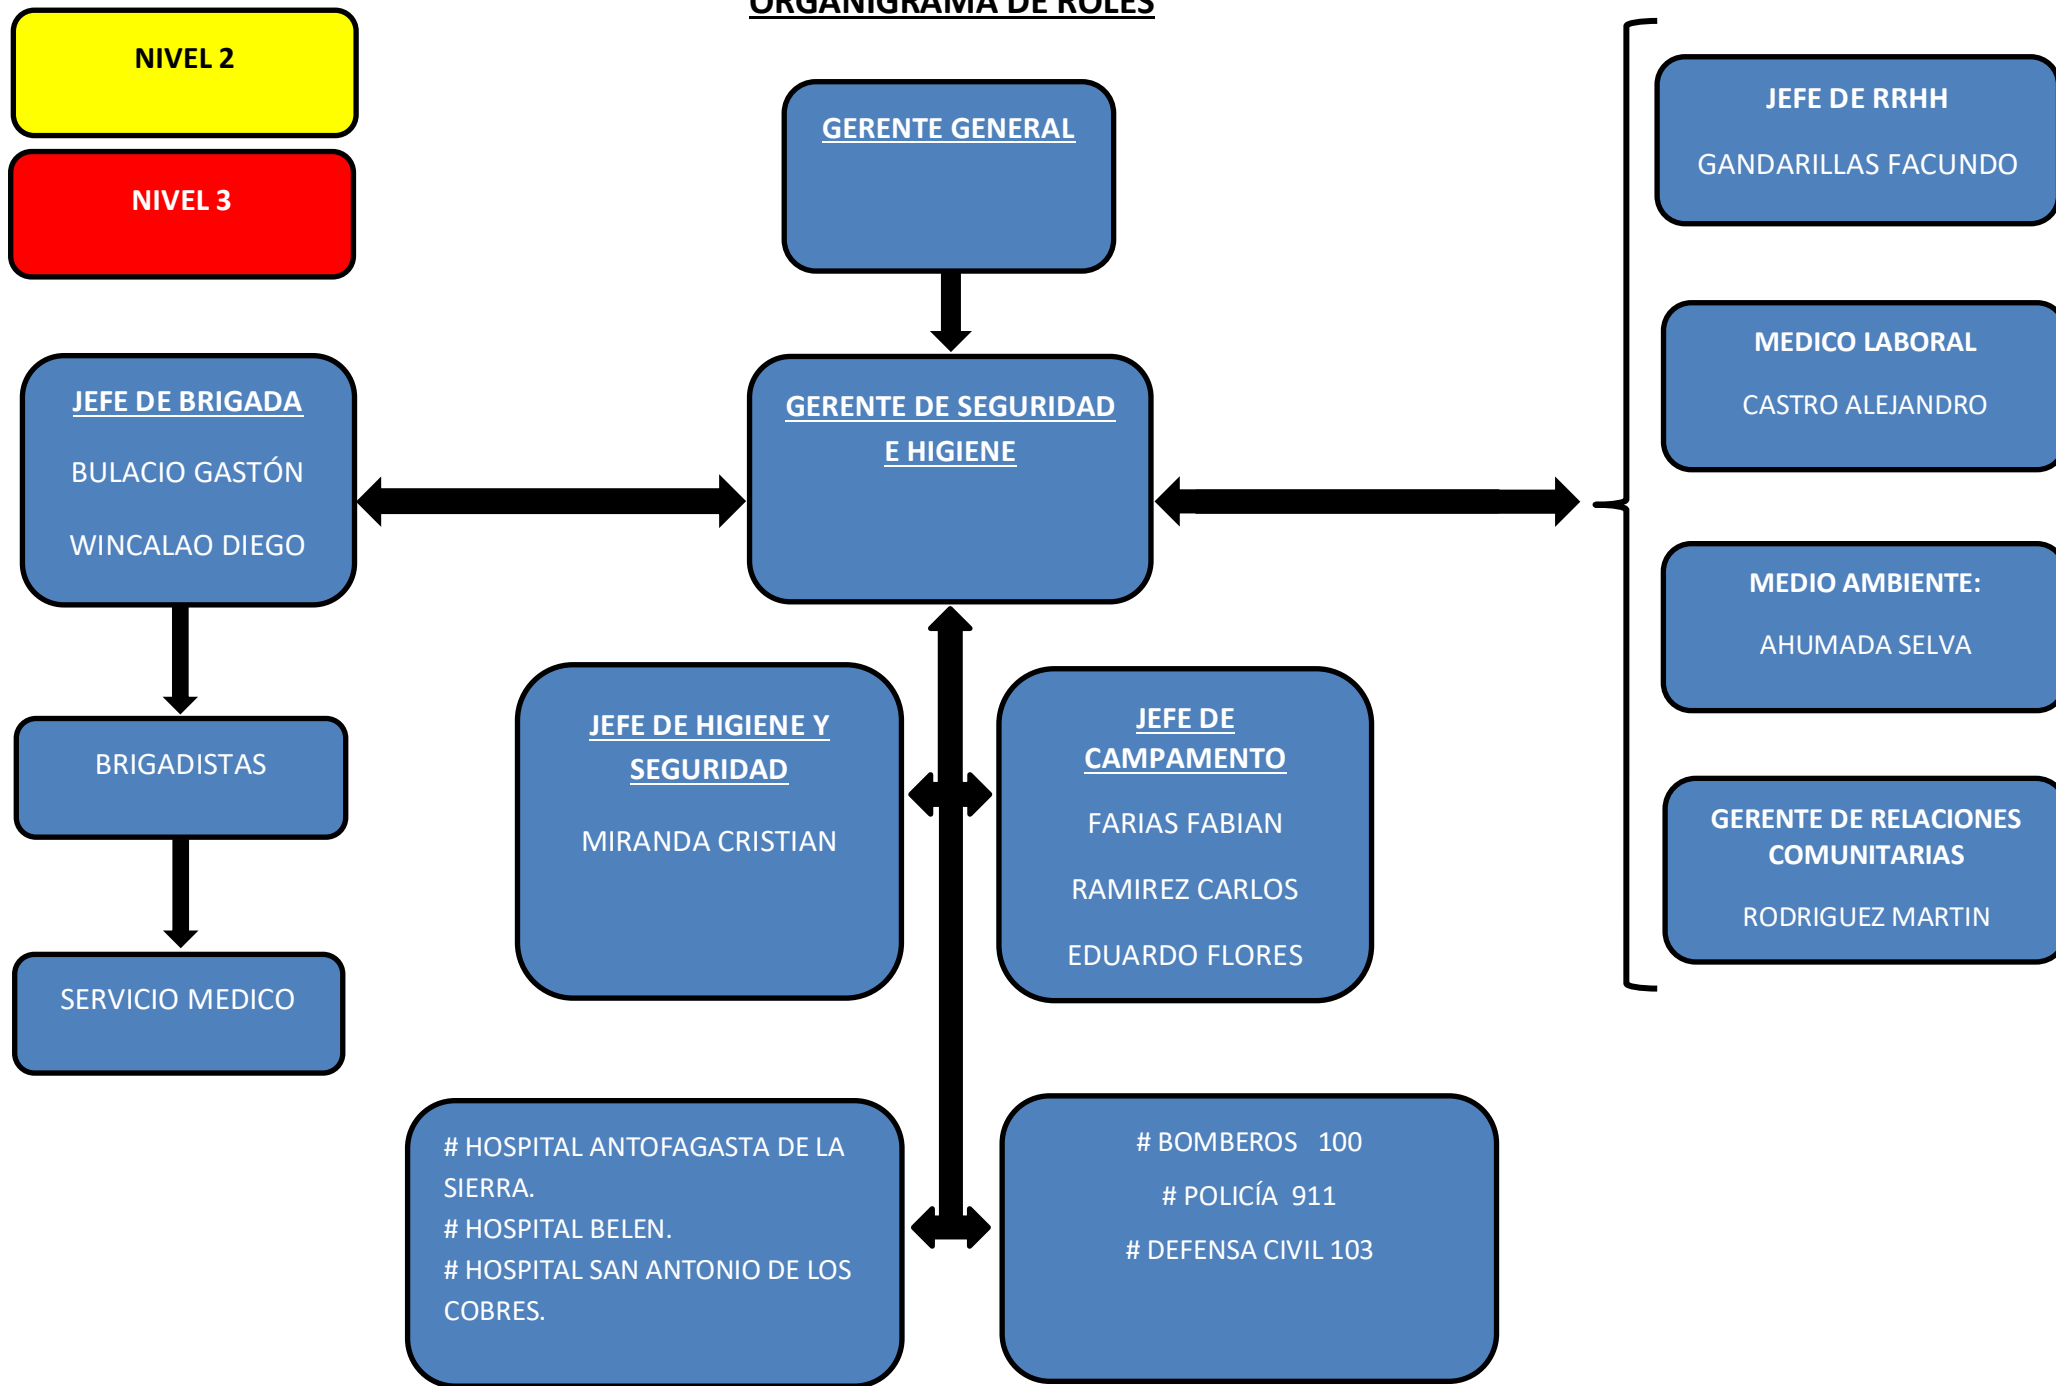 ORGANIGRAMA DE ROLES
NIVEL 2
NIVEL 3
GERENTE GENERAL
JEFE DE RRHH
GANDARILLAS FACUNDO
MEDICO LABORAL
CASTRO ALEJANDRO
JEFE DE BRIGADA
BULACIO GASTÓN
WINCALAO DIEGO
GERENTE DE SEGURIDAD
E HIGIENE
MEDIO AMBIENTE:
AHUMADA SELVA
BRIGADISTAS
JEFE DE HIGIENE Y
SEGURIDAD
MIRANDA CRISTIAN
JEFE DE
CAMPAMENTO
FARIAS FABIAN
RAMIREZ CARLOS
EDUARDO FLORES
GERENTE DE RELACIONES
COMUNITARIAS
RODRIGUEZ MARTIN
SERVICIO MEDICO
# HOSPITAL ANTOFAGASTA DE LA
SIERRA.
# HOSPITAL BELEN.
# HOSPITAL SAN ANTONIO DE LOS
COBRES.
# BOMBEROS   100
# POLICÍA  911
# DEFENSA CIVIL 103